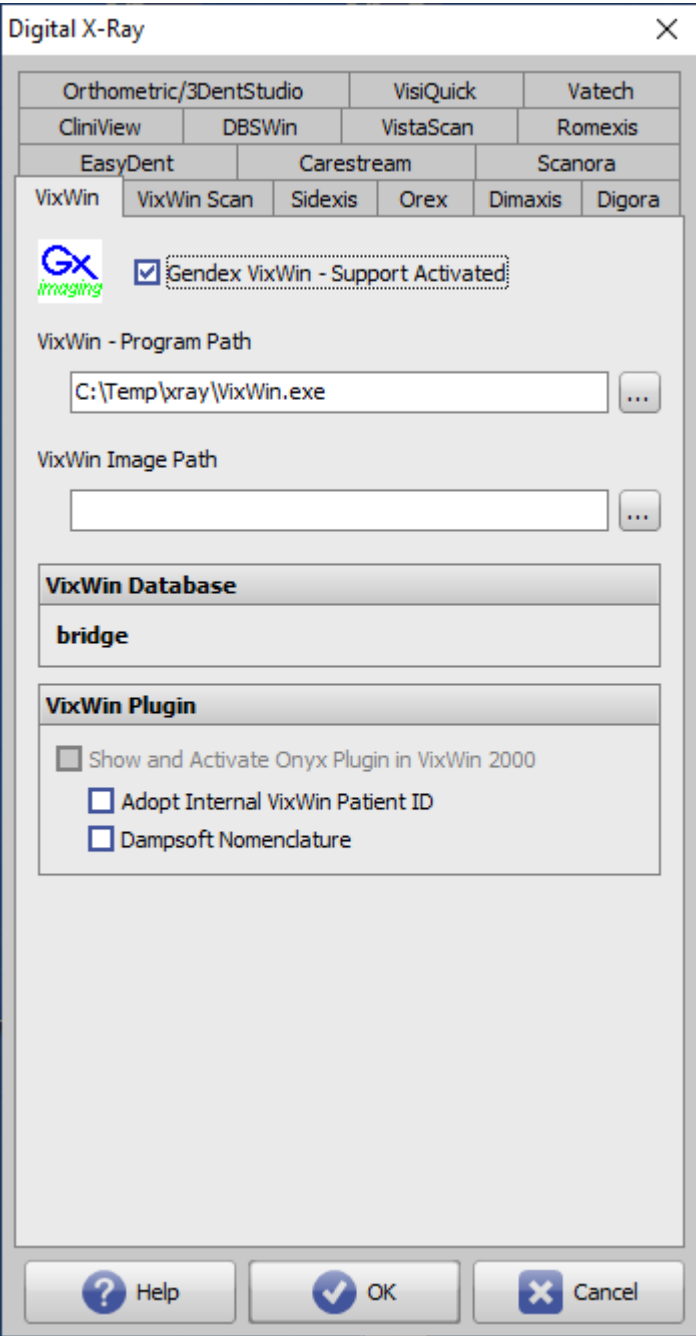 Digital X-Ray
Orthometric/3DentStudio VisiQuick Vatech
CliniView DBSWin VistaScan Romexis
EasyDent Carestream Scanora
VixWin VixWin Scan Sidexis Orex Dimaxis Digora
Gx
imaging
Gendex VixWin - Support Activated
VixWin - Program Path
C:\Temp\xray\VixWin.exe
...
VixWin Image Path
...
VixWin Database
bridge
VixWin Plugin
Show and Activate Onyx Plugin in VixWin 2000
Adopt Internal VixWin Patient ID
Dampsoft Nomenclature
? Help OK Cancel